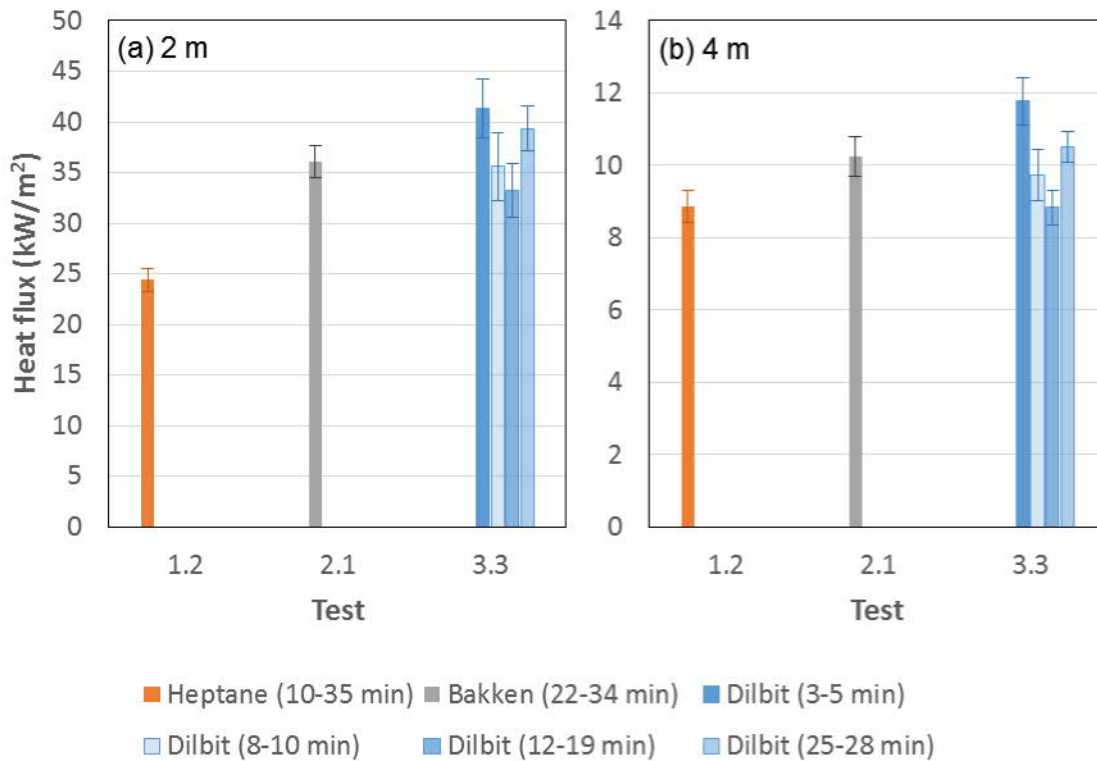 (a) 2 m
Heat flux (kW/m²)
50
45
40
35
30
25
20
15
10
5
0
1.2 2.1 3.3
Test
(b) 4 m
14
12
10
8
6
4
2
0
1.2 2.1 3.3
Test
Heptane (10-35 min) Bakken (22-34 min) Dilbit (3-5 min)
Dilbit (8-10 min) Dilbit (12-19 min) Dilbit (25-28 min)